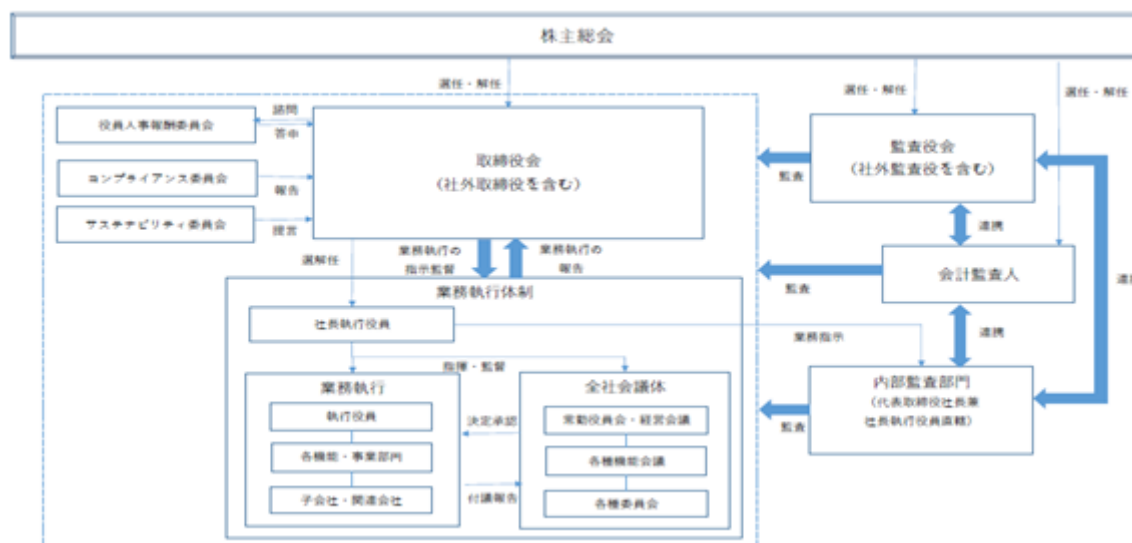 株主総会
選任・解任
選任・解任
選任・解任
役員人事報酬委員会
諮問
答申
取締役会
(社外取締役を含む)
監査役会
(社外監査役を含む)
監査
コンプライアンス委員会
報告
サステナビリティ委員会
提言
連携
選解任
業務執行の
指示監督
業務執行の
報告
会計監査人
監査
業務執行体制
社長執行役員
業務指示
連携
指揮・監督
業務執行
全社会議体
内部監査部門
(代表取締役社長兼
社長執行役員直轄)
監査
執行役員
決定承認
常勤役員会・経営会議
各機能・事業部門
各種機能会議
子会社・関連会社
付議報告
各種委員会